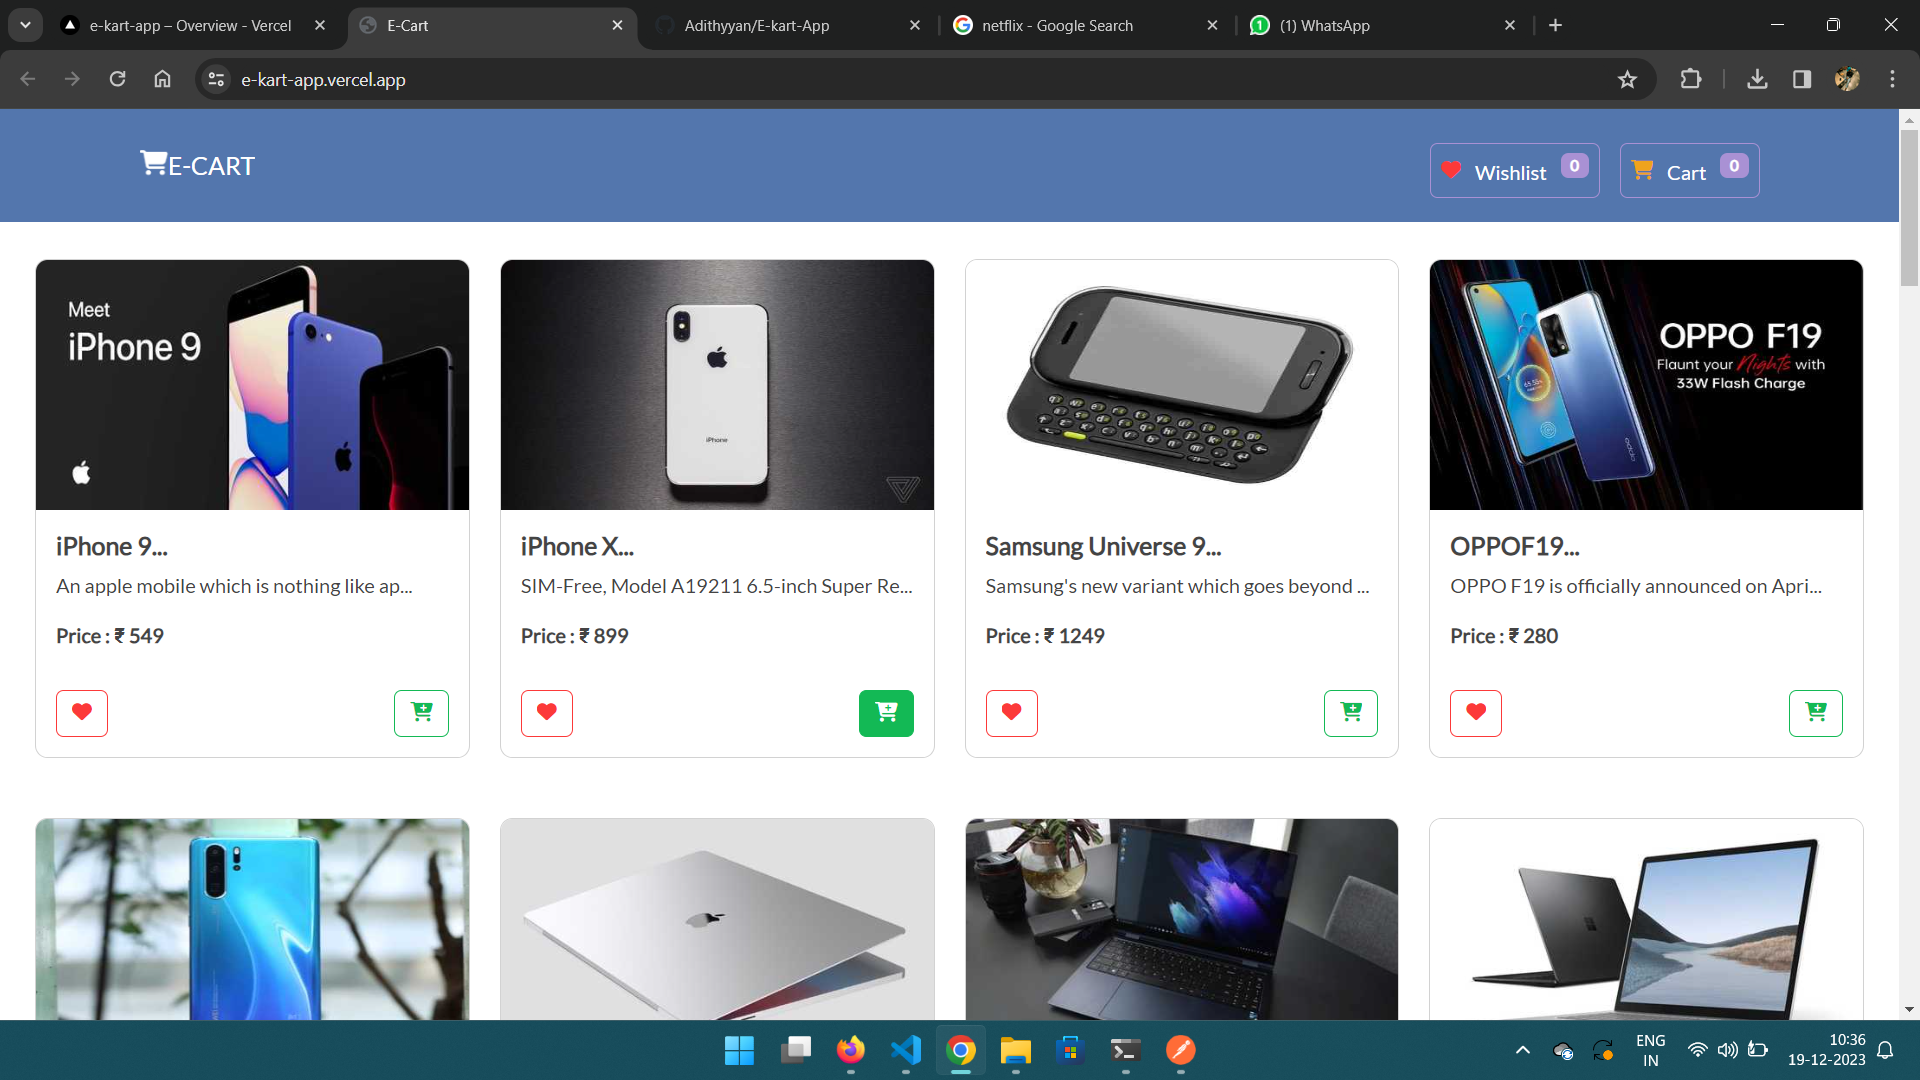 e-kart-app – Overview - Vercel
E-Cart
Adithyyan/E-kart-App
netflix - Google Search
(1) WhatsApp
e-kart-app.vercel.app
E-CART
Wishlist 0
Cart 0
Meet
iPhone 9
iPhone
OPPO F19
Flaunt your Nights with
33W Flash Charge
oppo
iPhone 9...
An apple mobile which is nothing like ap...
Price : ₹ 549
iPhone X...
SIM-Free, Model A19211 6.5-inch Super Re...
Price : ₹ 899
Samsung Universe 9...
Samsung's new variant which goes beyond ...
Price : ₹ 1249
OPPOF19...
OPPO F19 is officially announced on Apri...
Price : ₹ 280
ENG
IN
10:36
19-12-2023